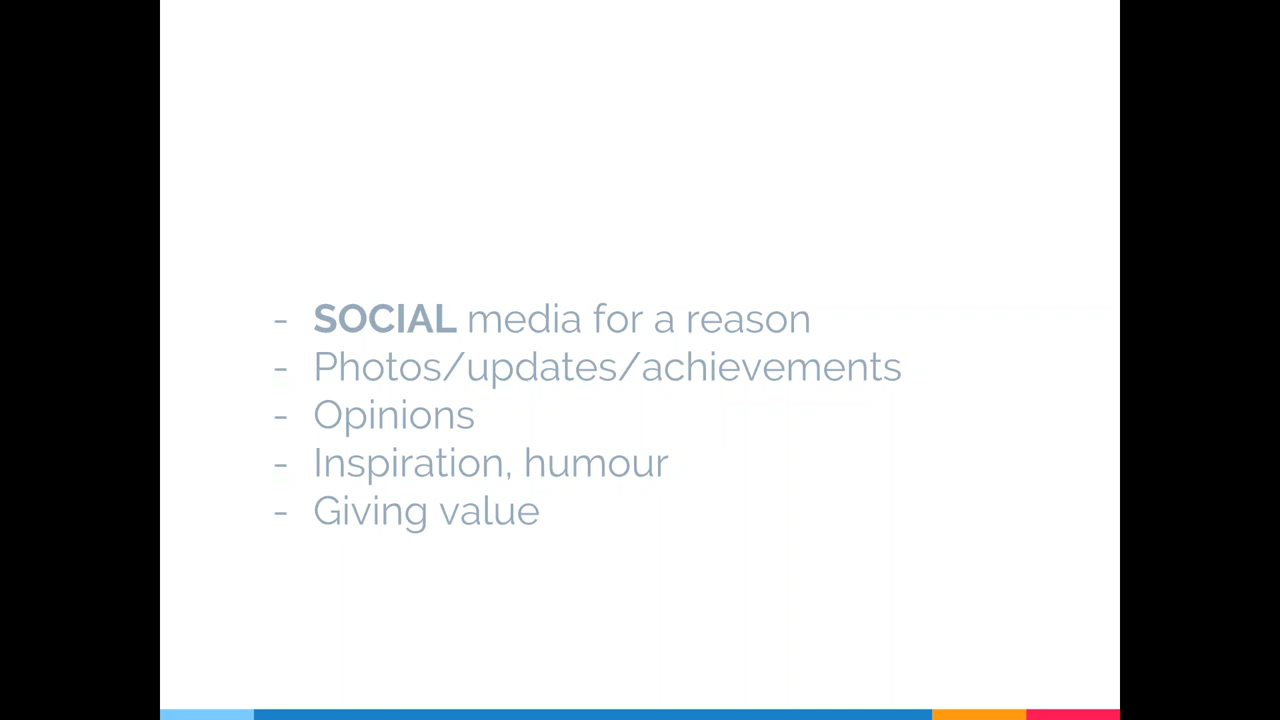 - SOCIAL media for a reason
- Photos/updates/achievements
- Opinions
- Inspiration, humour
- Giving value